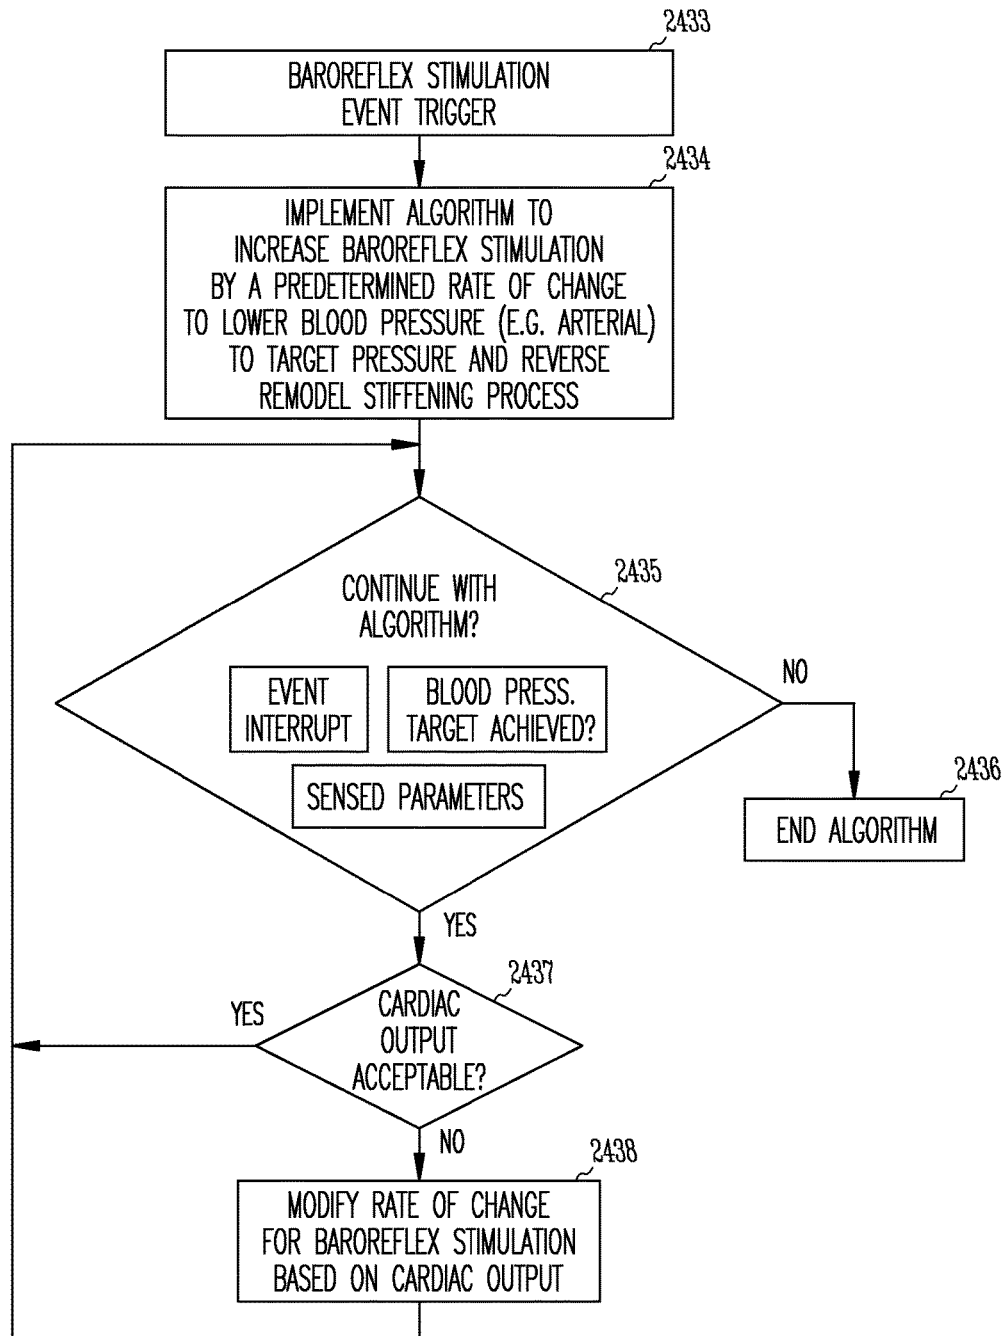 2433
BAROREFLEX STIMULATION
EVENT TRIGGER
2434
IMPLEMENT ALGORITHM TO
INCREASE BAROREFLEX STIMULATION
BY A PREDETERMINED RATE OF CHANGE
TO LOWER BLOOD PRESSURE (E.G. ARTERIAL)
TO TARGET PRESSURE AND REVERSE
REMODEL STIFFENING PROCESS
2435
CONTINUE WITH
ALGORITHM?
EVENT
INTERRUPT
BLOOD PRESS.
TARGET ACHIEVED?
SENSED PARAMETERS
NO
2436
END ALGORITHM
YES
2437
CARDIAC
OUTPUT
ACCEPTABLE?
YES
NO
2438
MODIFY RATE OF CHANGE
FOR BAROREFLEX STIMULATION
BASED ON CARDIAC OUTPUT